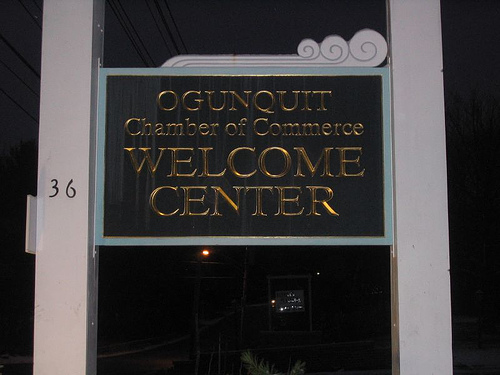 OGUNQUIT
Chamber of Commerce
WELCOME
CENTER
36